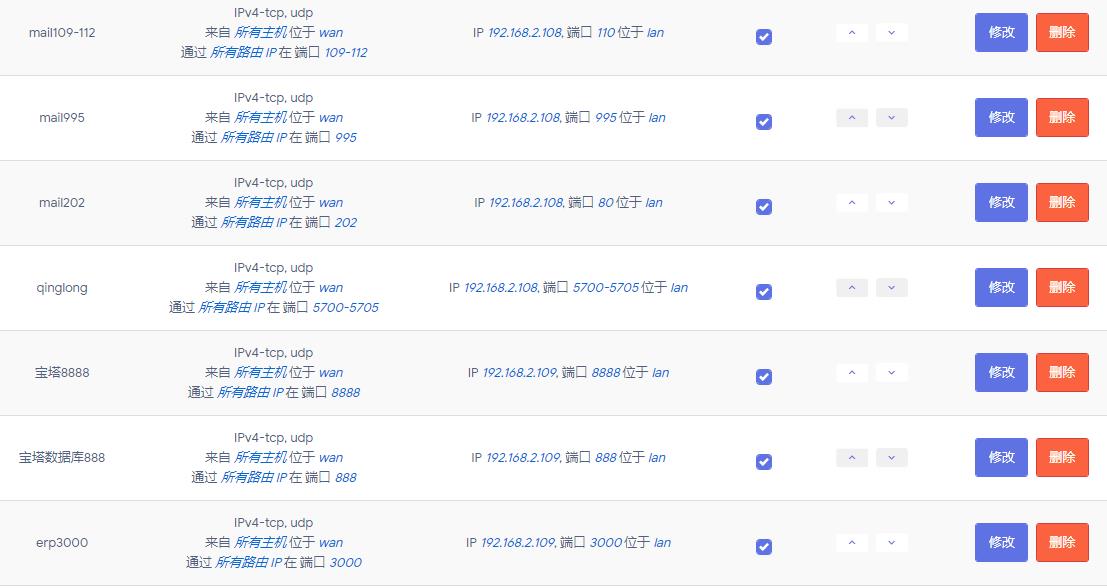 mail109-112
IPv4-tcp, udp
来自 所有主机 位于 wan
通过 所有路由 IP 在 端口 109-112
IP 192.168.2.108, 端口 110 位于 lan
修改
删除
mail995
IPv4-tcp, udp
来自 所有主机 位于 wan
通过 所有路由 IP 在 端口 995
IP 192.168.2.108, 端口 995 位于 lan
修改
删除
mail202
IPv4-tcp, udp
来自 所有主机 位于 wan
通过 所有路由 IP 在 端口 202
IP 192.168.2.108, 端口 80 位于 lan
修改
删除
qinglong
IPv4-tcp, udp
来自 所有主机 位于 wan
通过 所有路由 IP 在 端口 5700-5705
IP 192.168.2.108, 端口 5700-5705 位于 lan
修改
删除
宝塔8888
IPv4-tcp, udp
来自 所有主机 位于 wan
通过 所有路由 IP 在 端口 8888
IP 192.168.2.109, 端口 8888 位于 lan
修改
删除
宝塔数据库888
IPv4-tcp, udp
来自 所有主机 位于 wan
通过 所有路由 IP 在 端口 888
IP 192.168.2.109, 端口 888 位于 lan
修改
删除
erp3000
IPv4-tcp, udp
来自 所有主机 位于 wan
通过 所有路由 IP 在 端口 3000
IP 192.168.2.109, 端口 3000 位于 lan
修改
删除